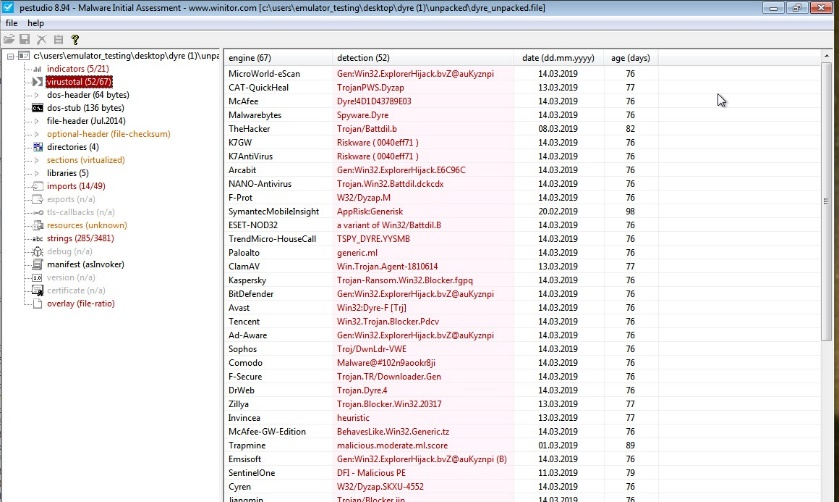 pestudio 8.94 - Malware Initial Assessment - www.winitor.com [c:\users\emulator_testing\desktop\dyre (1)\unpacked\dyre_unpacked.file]
file help
c:\users\emulator_testing\desktop\dyre (1)\unpa
indicators (5/21)
virustotal (52/67)
dos-header (64 bytes)
dos-stub (136 bytes)
file-header (Jul.2014)
optional-header (file-checksum)
directories (4)
sections (virtualized)
libraries (5)
imports (14/49)
exports (n/a)
tls-callbacks (n/a)
resources (unknown)
abc strings (285/3481)
debug (n/a)
manifest (asInvoker)
1.0 version (n/a)
certificate (n/a)
overlay (file-ratio)
engine (67) detection (52) date (dd.mm.yyyy) age (days)
MicroWorld-eScan Gen:Win32.ExplorerHijack.bvZ@auKyznpi 14.03.2019 76
CAT-QuickHeal TrojanPWS.Dyzap 13.03.2019 77
McAfee Dyre!4D1D43789E03 14.03.2019 76
Malwarebytes Spyware.Dyre 14.03.2019 76
TheHacker Trojan/Battdil.b 08.03.2019 82
K7GW Riskware ( 0040eff71 ) 14.03.2019 76
K7AntiVirus Riskware ( 0040eff71 ) 14.03.2019 76
Arcabit Gen:Win32.ExplorerHijack.E6C96C 14.03.2019 76
NANO-Antivirus Trojan.Win32.Battdil.dckcdx 14.03.2019 76
F-Prot W32/Dyzap.M 14.03.2019 76
SymantecMobileInsight AppRisk:Generisk 20.02.2019 98
ESET-NOD32 a variant of Win32/Battdil.B 14.03.2019 76
TrendMicro-HouseCall TSPY_DYRE.YYSMB 14.03.2019 76
Paloalto generic.ml 14.03.2019 76
ClamAV Win.Trojan.Agent-1810614 13.03.2019 77
Kaspersky Trojan-Ransom.Win32.Blocker.fgpq 14.03.2019 76
BitDefender Gen:Win32.ExplorerHijack.bvZ@auKyznpi 14.03.2019 76
Avast Win32:Dyre-F [Trj] 14.03.2019 76
Tencent Win32.Trojan.Blocker.Pdcv 14.03.2019 76
Ad-Aware Gen:Win32.ExplorerHijack.bvZ@auKyznpi 14.03.2019 76
Sophos Troj/DwnLdr-VWE 14.03.2019 76
Comodo Malware@#102n9aookr8ji 14.03.2019 76
F-Secure Trojan.TR/Downloader.Gen 14.03.2019 76
DrWeb Trojan.Dyre.4 14.03.2019 76
Zillya Trojan.Blocker.Win32.20317 13.03.2019 77
Invincea heuristic 13.03.2019 77
McAfee-GW-Edition BehavesLike.Win32.Generic.tz 14.03.2019 76
Trapmine malicious.moderate.ml.score 01.03.2019 89
Emsisoft Gen:Win32.ExplorerHijack.bvZ@auKyznpi (B) 14.03.2019 76
SentinelOne DFI - Malicious PE 11.03.2019 79
Cyren W32/Dyzap.SKXU-4552 14.03.2019 76
Jiangmin Trojan/Blocker.jin 14.03.2019 76